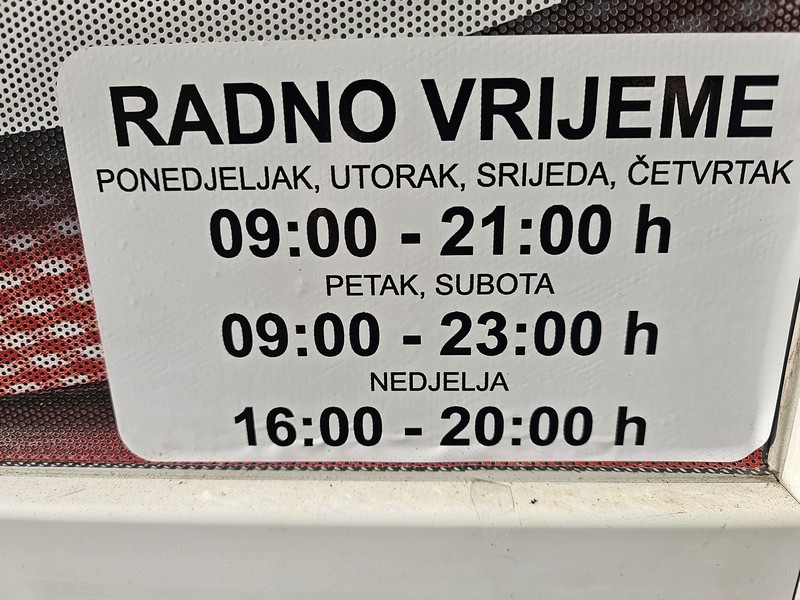 RADNO VRIJEME
PONEDJELJAK, UTORAK, SRIJEDA, ČETVRTAK
09:00 - 21:00 h
PETAK, SUBOTA
09:00 - 23:00 h
NEDJELJA
16:00 - 20:00 h